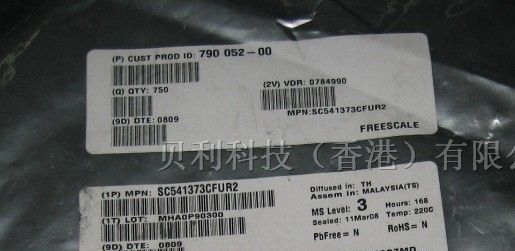 (P) CUST PROD ID: 790 052-00
(Q) QTY: 750
(2V) VDR: 0784990
MPN:SC541373CFUR2
(9D) DTE: 0809
FREESCALE
贝利科技（香港）有限
(1P) MPN: SC541373CFUR2
(1T) LOT: MHA0P90300
(9D) DTE: 0809
Diffused in: TH
Assem in: MALAYSIA(TS)
MS Level: 3 Hours: 168
Sealed: 11Mar08 Temp: 220C
PbFree= N RoHS= N